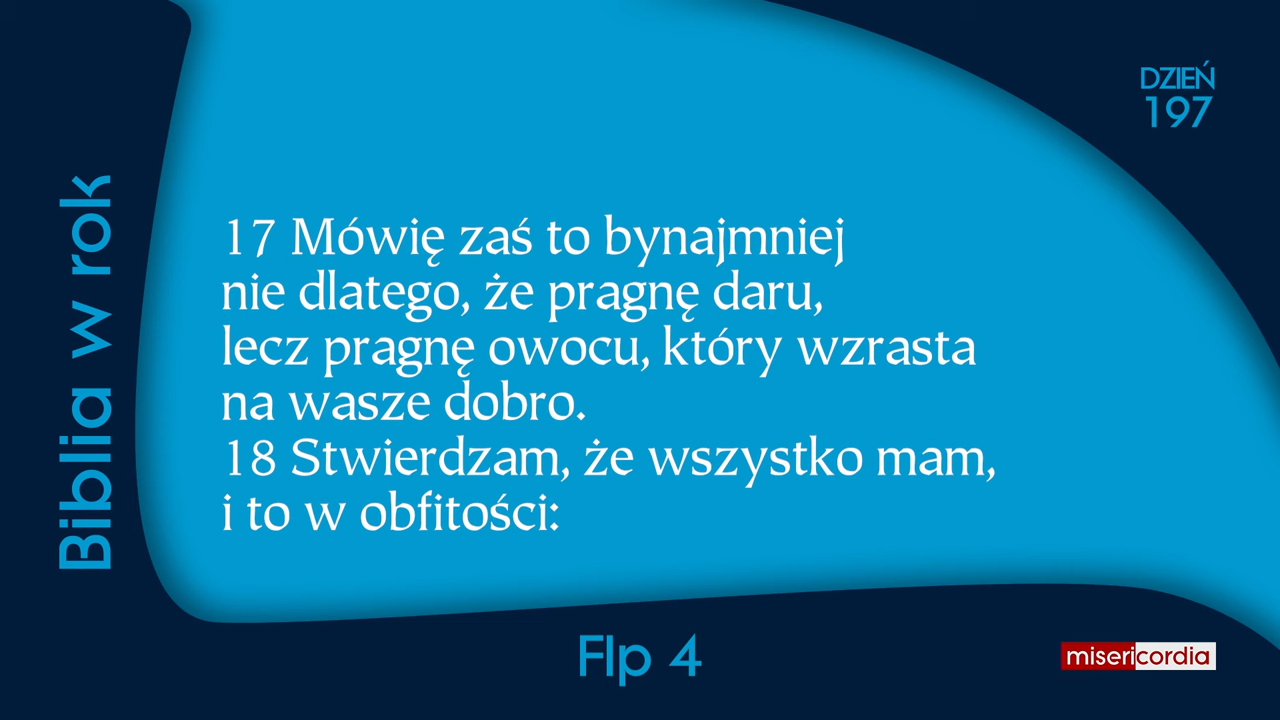 DZIEŃ
197
Biblia w rok
17 Mówię zaś to bynajmniej
nie dlatego, że pragnę daru,
lecz pragnę owocu, który wzrasta
na wasze dobro.
18 Stwierdzam, że wszystko mam,
i to w obfitości:
Flp 4
misericordia